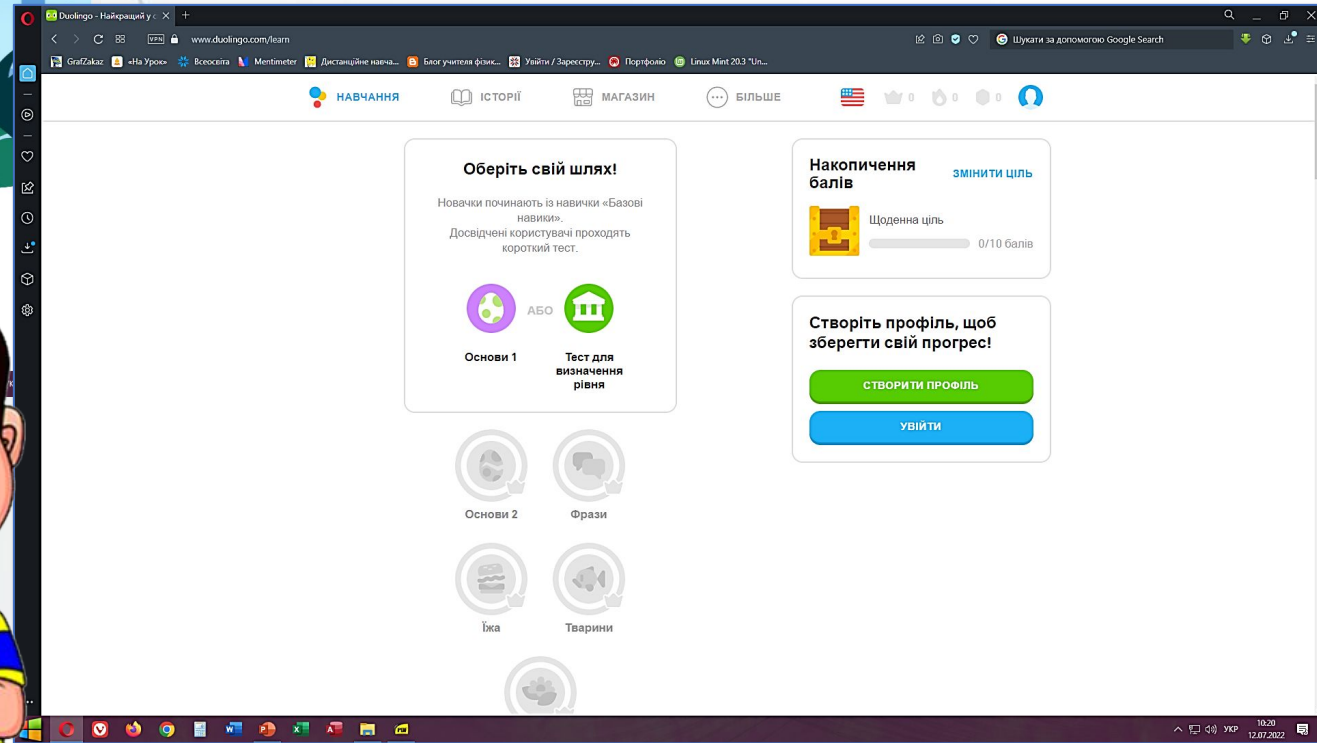 Duolingo - Найкращий у с
VPN www.duolingo.com/learn
Шукати за допомогою Google Search
GrafZakaz
«На Урок»
Всеосвіта
Mentimeter
Дистанційне навча...
Блог учителя фізик...
Увійти / Зареєстру...
Портфоліо
Linux Mint 20.3 "Un...
НАВЧАННЯ
ІСТОРІЇ
МАГАЗИН
БІЛЬШЕ
0
0
0
Оберіть свій шлях!
Новачки починають із навички «Базові
навики».
Досвідчені користувачі проходять
короткий тест.
АБО
Основи 1
Тест для
визначення
рівня
Основи 2
Фрази
Їжа
Тварини
Накопичення
балів
ЗМІНИТИ ЦІЛЬ
Щоденна ціль
0/10 балів
Створіть профіль, щоб
зберегти свій прогрес!
СТВОРИТИ ПРОФІЛЬ
УВІЙТИ
УКР
10:20
12.07.2022